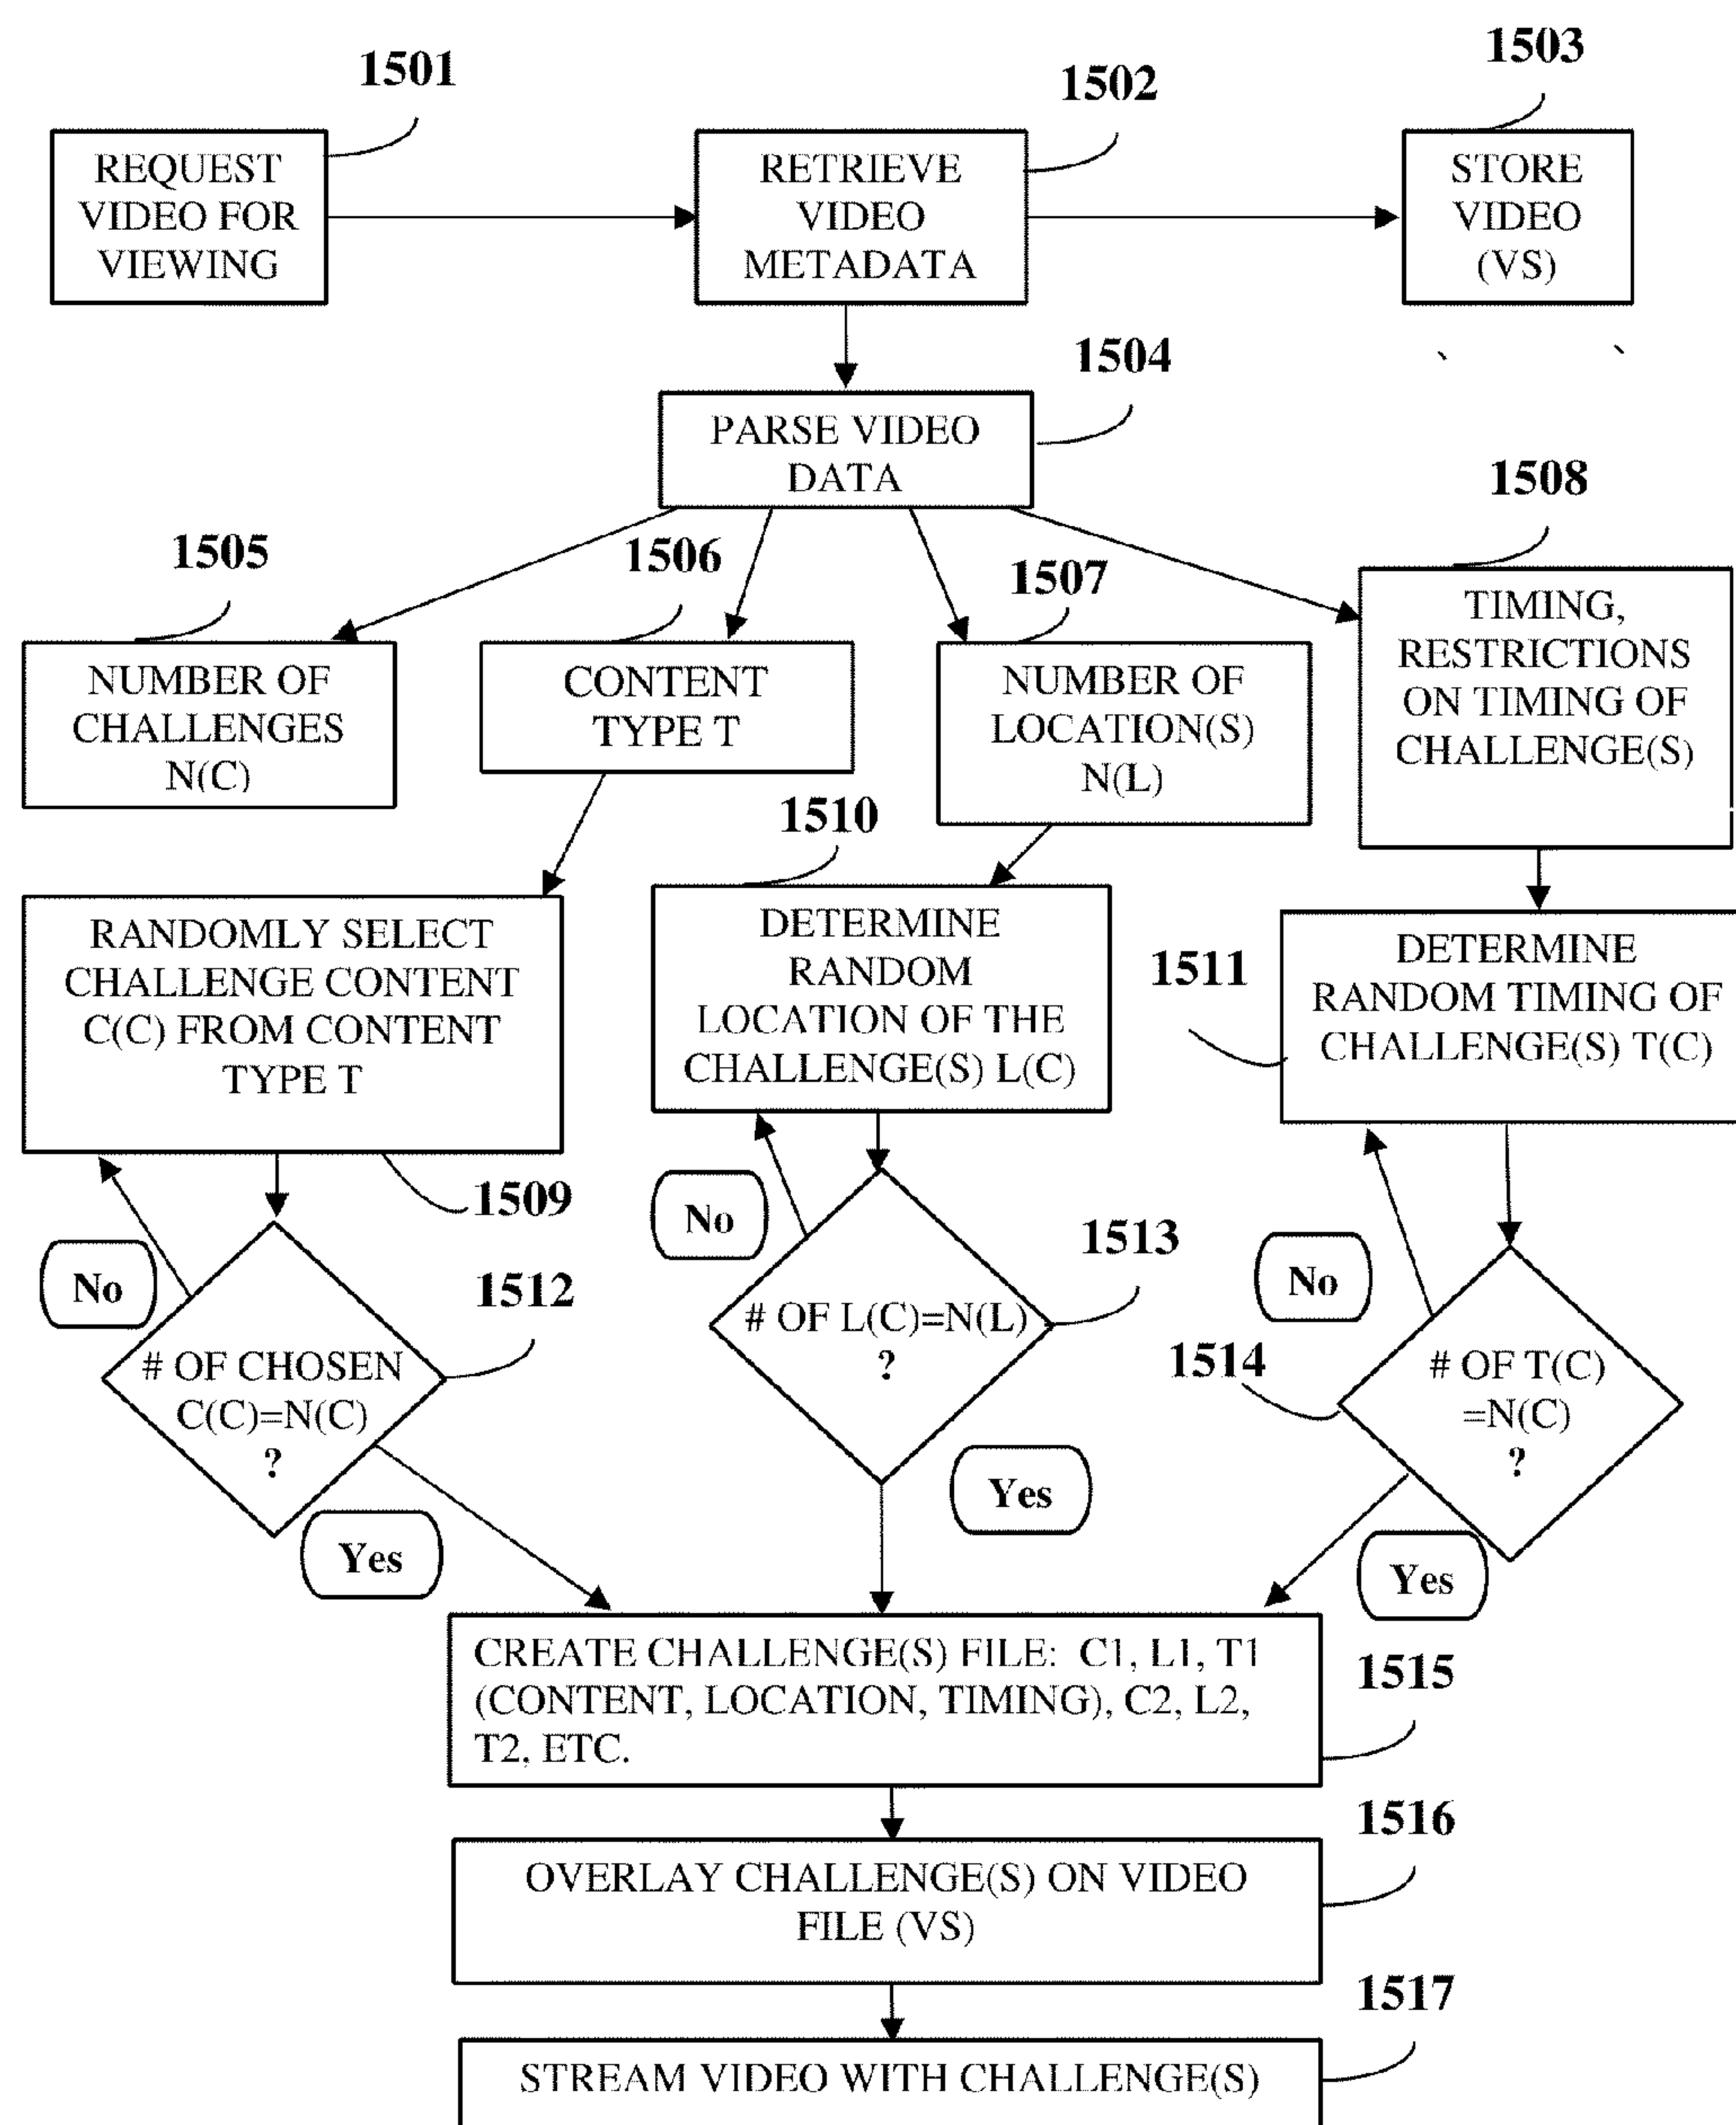 1501
1502
1503
REQUEST
VIDEO FOR
VIEWING
RETRIEVE
VIDEO
METADATA
STORE
VIDEO
(VS)
1504
PARSE VIDEO
DATA
1505
1506
1507
1508
NUMBER OF
CHALLENGES
N(C)
CONTENT
TYPE T
NUMBER OF
LOCATION(S)
N(L)
TIMING,
RESTRICTIONS
ON TIMING OF
CHALLENGE(S)
1510
RANDOMLY SELECT
CHALLENGE CONTENT
C(C) FROM CONTENT
TYPE T
DETERMINE
RANDOM
LOCATION OF THE
CHALLENGE(S) L(C)
1511
DETERMINE
RANDOM TIMING OF
CHALLENGE(S) T(C)
1509
No
No
No
1512
1513
1514
# OF CHOSEN
C(C)=N(C)
?
# OF L(C)=N(L)
?
# OF T(C)
=N(C)
?
Yes
Yes
Yes
CREATE CHALLENGE(S) FILE: C1, L1, T1
(CONTENT, LOCATION, TIMING), C2, L2,
T2, ETC.
1515
OVERLAY CHALLENGE(S) ON VIDEO
FILE (VS)
1516
STREAM VIDEO WITH CHALLENGE(S)
1517